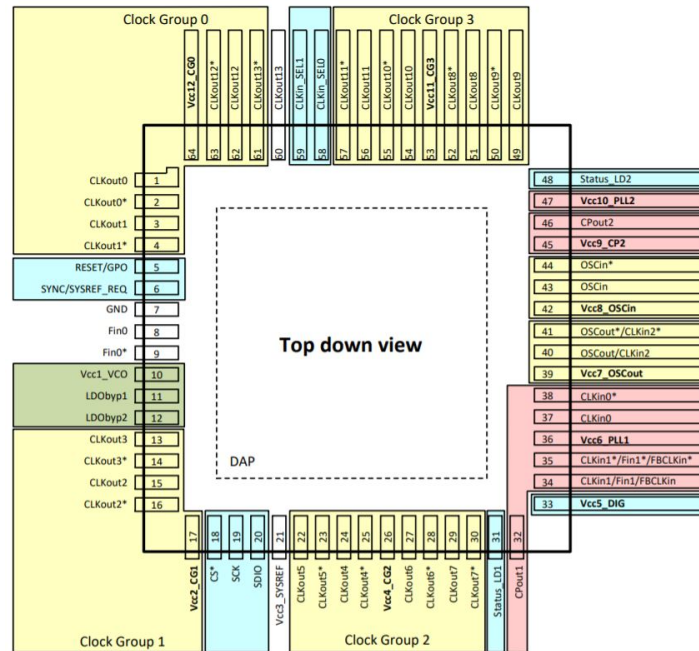 Clock Group 0
Clock Group 3
Vcc12_CG0
CLKout12*
CLKout12
CLKout13*
CLKout13
CLKin_SEL1
CLKin_SEL0
CLKout11*
CLKout11
CLKout10*
CLKout10
Vcc11_CG3
CLKout8*
CLKout8
CLKout9*
CLKout9
64
63
62
61
60
59
58
57
56
55
54
53
52
51
50
49
CLKout0 1
CLKout0* 2
CLKout1 3
CLKout1* 4
RESET/GPO 5
SYNC/SYSREF_REQ 6
GND 7
Fin0 8
Fin0* 9
Vcc1_VCO 10
LDObyp1 11
LDObyp2 12
CLKout3 13
CLKout3* 14
CLKout2 15
CLKout2* 16
Top down view
DAP
48 Status_LD2
47 Vcc10_PLL2
46 CPout2
45 Vcc9_CP2
44 OSCin*
43 OSCin
42 Vcc8_OSCin
41 OSCout*/CLKin2*
40 OSCout/CLKin2
39 Vcc7_OSCout
38 CLKin0*
37 CLKin0
36 Vcc6_PLL1
35 CLKin1*/Fin1*/FBCLKin*
34 CLKin1/Fin1/FBCLKin
33 Vcc5_DIG
17
18
19
20
21
22
23
24
25
26
27
28
29
30
31
32
Vcc2_CG1
CS*
SCK
SDIO
Vcc3_SYSREF
CLKout5
CLKout5*
CLKout4
CLKout4*
Vcc4_CG2
CLKout6
CLKout6*
CLKout7
CLKout7*
Status_LD1
CPout1
Clock Group 1
Clock Group 2